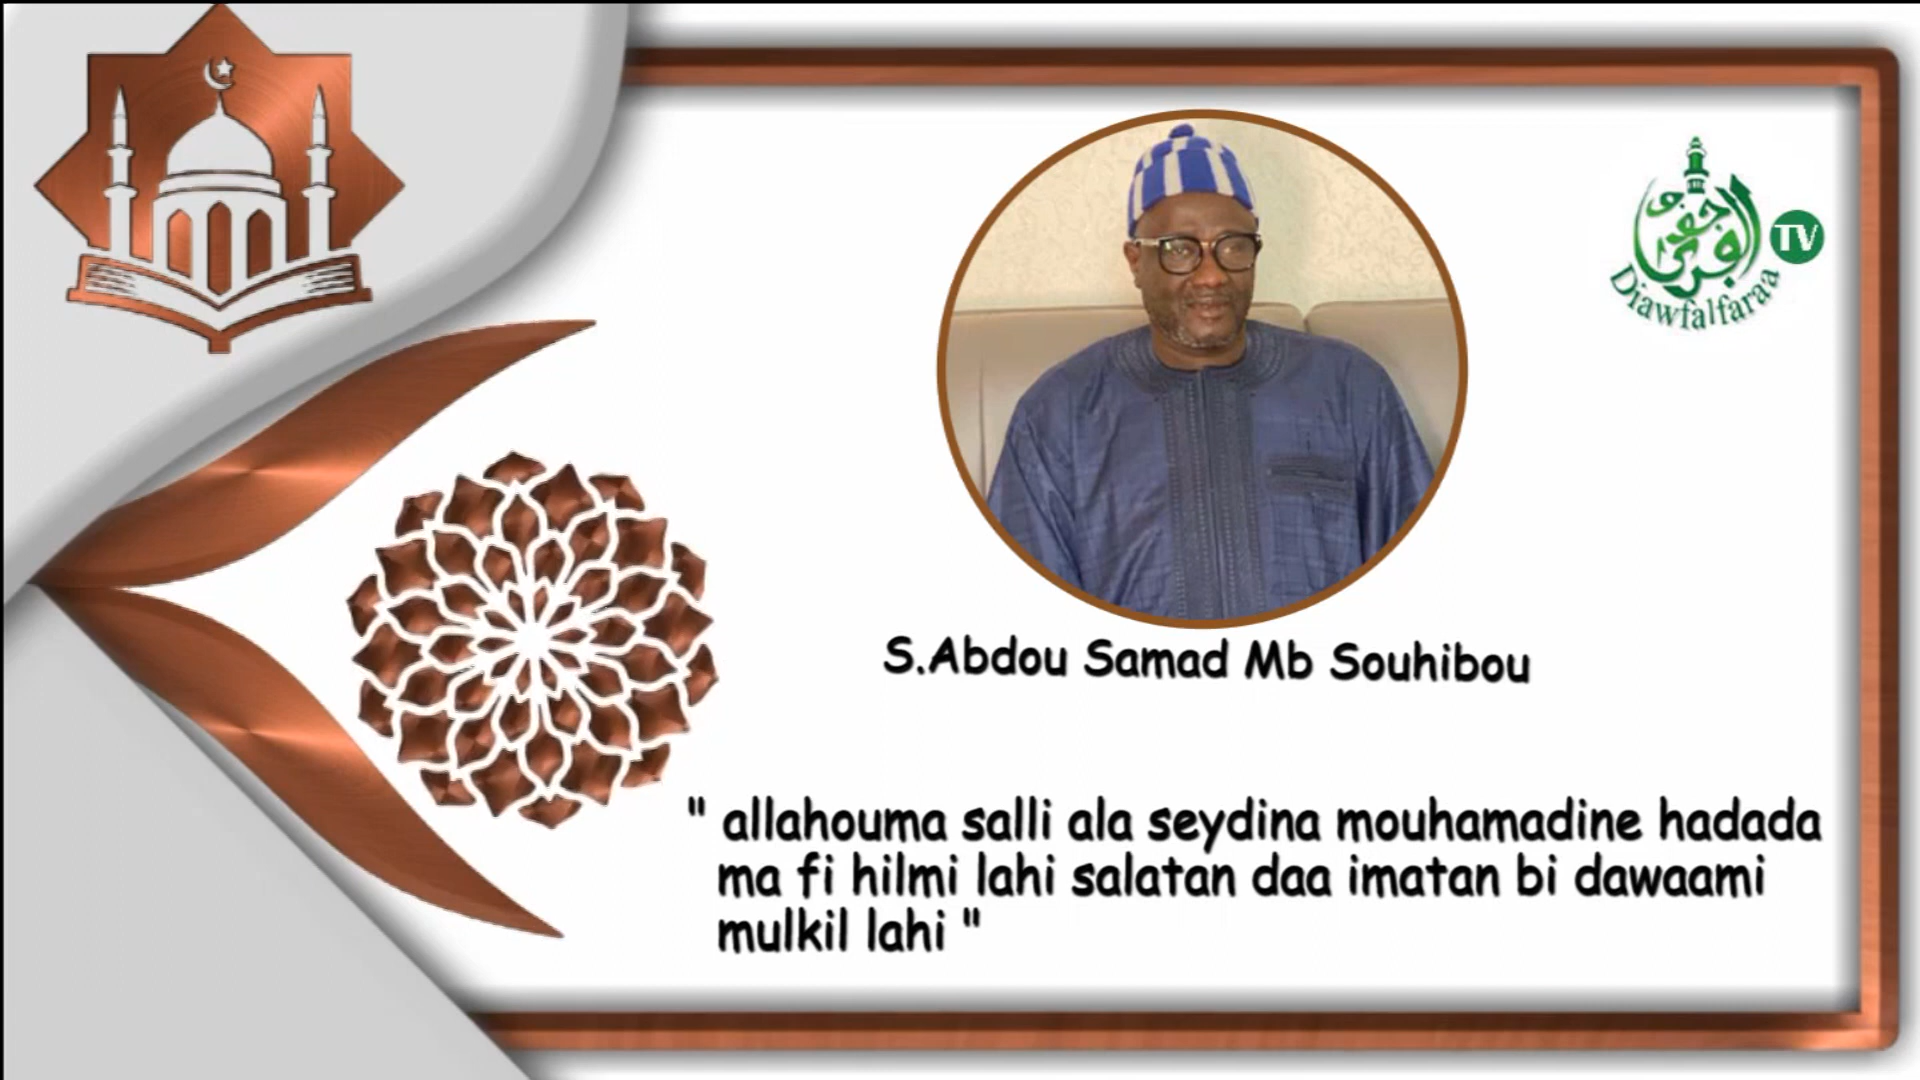 TV
Diawfalfaraa
S.Abdou Samad Mb Souhibou
" allahouma salli ala seydina mouhamadine hadada
ma fi hilmi lahi salatan daa imatan bi dawaami
mulkil lahi "